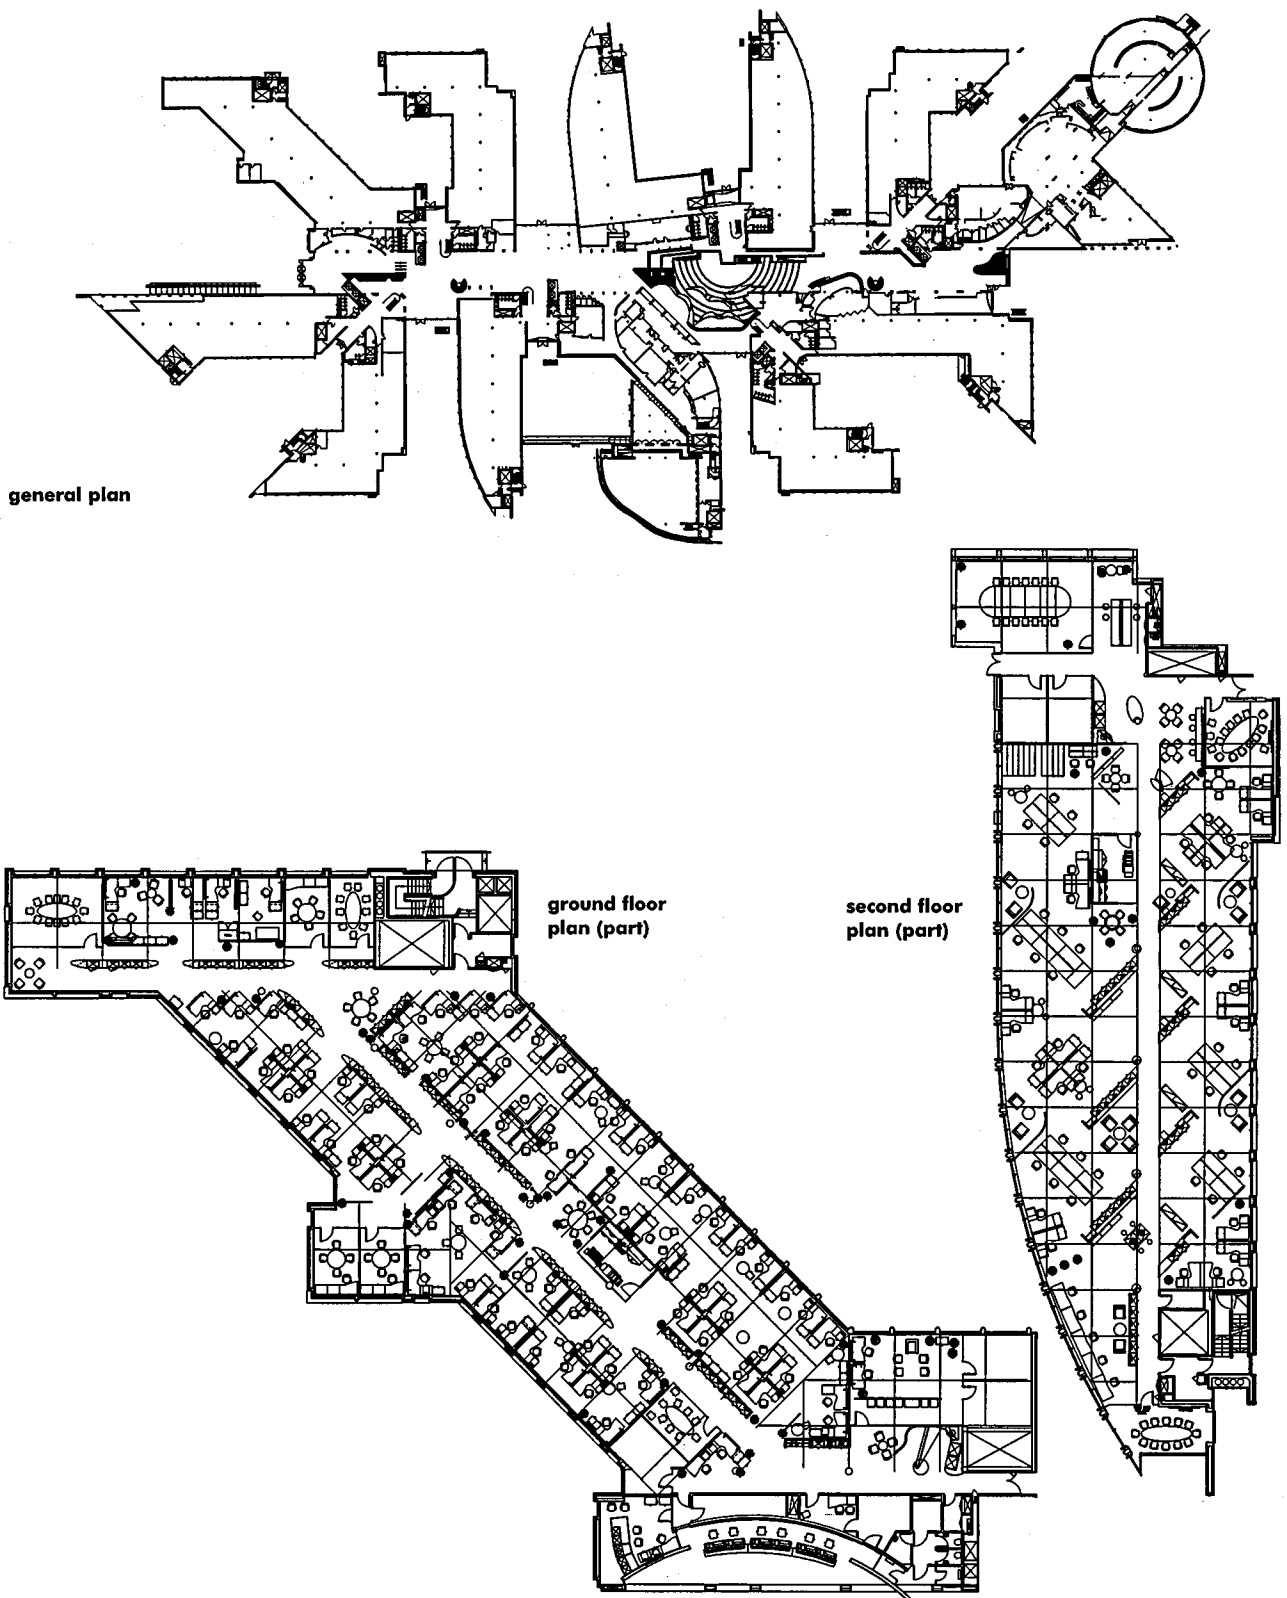 general plan
ground floor
plan (part)
second floor
plan (part)